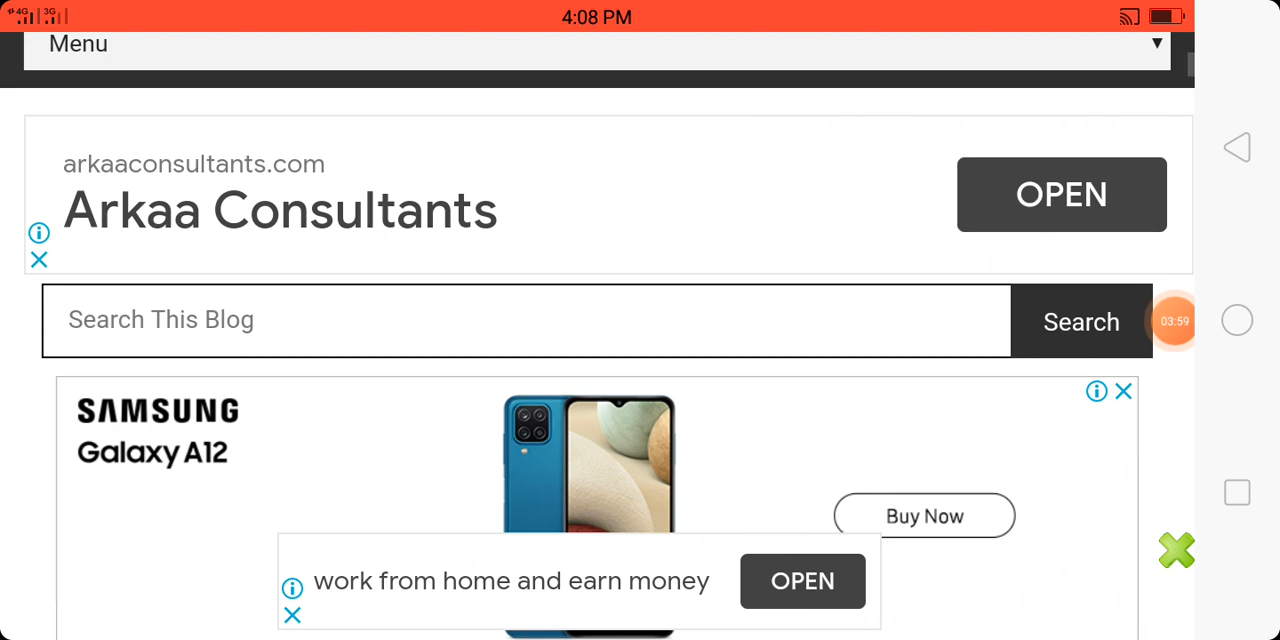 4G 3G 4:08 PM
Menu
arkaaconsultants.com
Arkaa Consultants
OPEN
Search This Blog
Search
03:59
SAMSUNG
Galaxy A12
Buy Now
work from home and earn money
OPEN